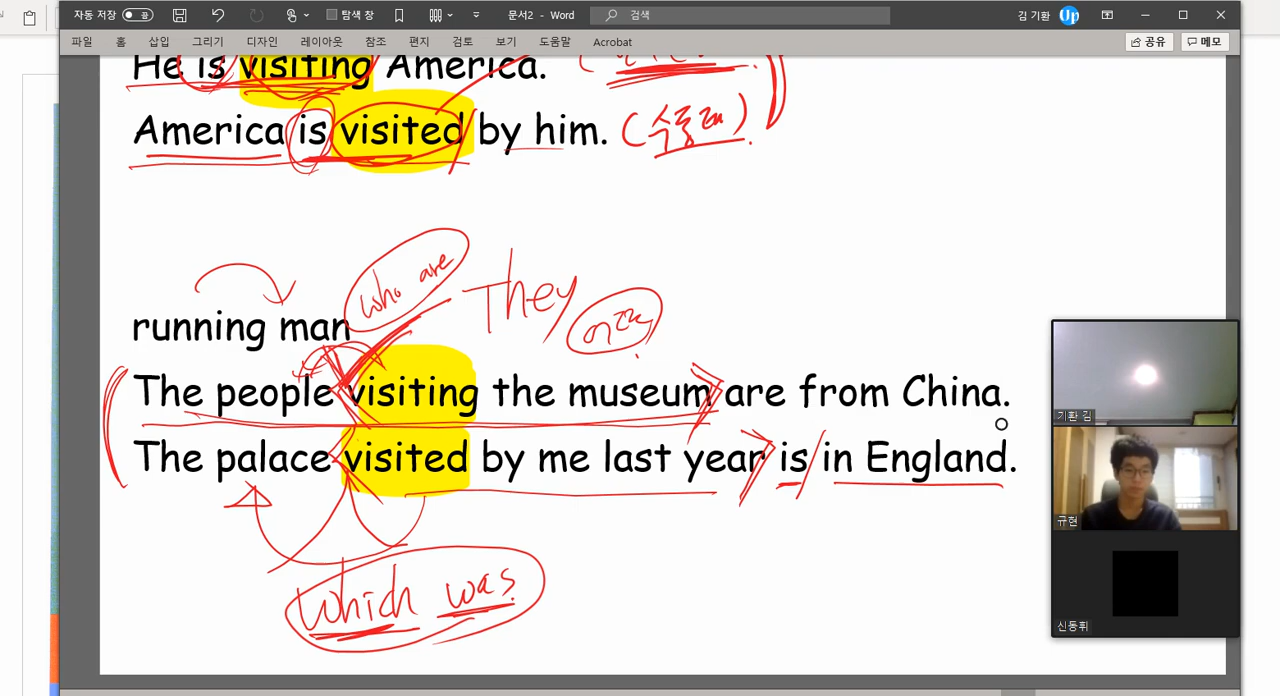 자동 저장 끔 탐색 창 문서2 - Word 검색 김 기환 Up
파일 홈 삽입 그리기 디자인 레이아웃 참조 편지 검토 보기 도움말 Acrobat 공유 메모
He is visiting America.
America is visited by him. (수동태)
who are They
running man
The people visiting the museum are from China.
The palace visited by me last year is in England.
which was
기환 김
규현
신동휘